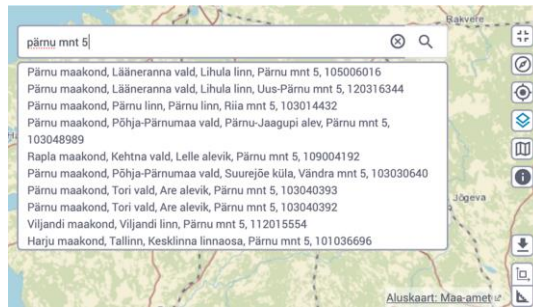 Rakvere
pärnu mnt 5
Pärnu maakond, Lääneranna vald, Lihula linn, Pärnu mnt 5, 105006016
Pärnu maakond, Lääneranna vald, Lihula linn, Uus-Pärnu mnt 5, 120316344
Pärnu maakond, Pärnu linn, Pärnu linn, Riia mnt 5, 103014432
Pärnu maakond, Põhja-Pärnumaa vald, Pärnu-Jaagupi alev, Pärnu mnt 5,
103048989
Rapla maakond, Kehtna vald, Lelle alevik, Pärnu mnt 5, 109004192
Pärnu maakond, Põhja-Pärnumaa vald, Suurejõe küla, Vändra mnt 5, 103030640
Pärnu maakond, Tori vald, Are alevik, Pärnu mnt 5, 103040393
Pärnu maakond, Tori vald, Are alevik, Pärnu mnt 5, 103040392
Viljandi maakond, Viljandi linn, Pärnu mnt 5, 112015554
Harju maakond, Tallinn, Kesklinna linnaosa, Pärnu mnt 5, 101036696
Jõgeva
Aluskaart: Maa-amet